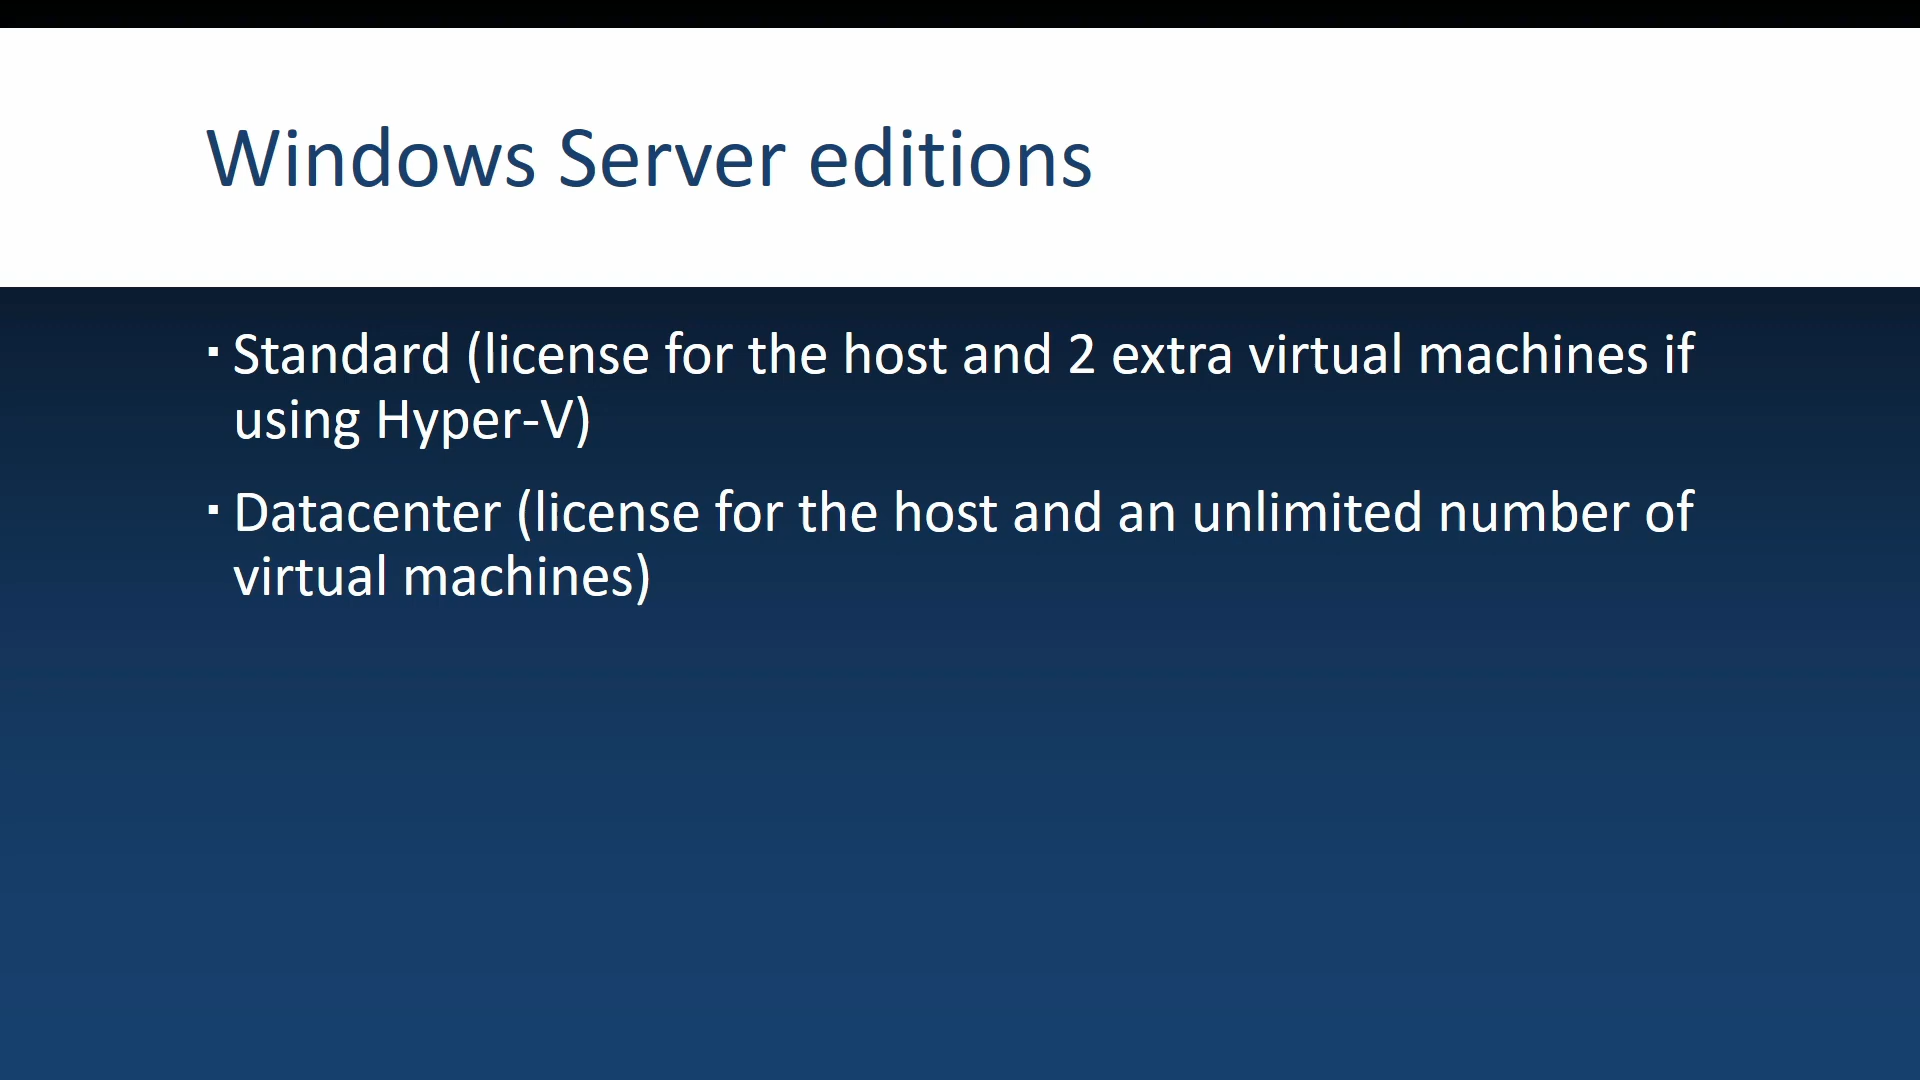 Windows Server editions
▪ Standard (license for the host and 2 extra virtual machines if
using Hyper-V)
▪ Datacenter (license for the host and an unlimited number of
virtual machines)